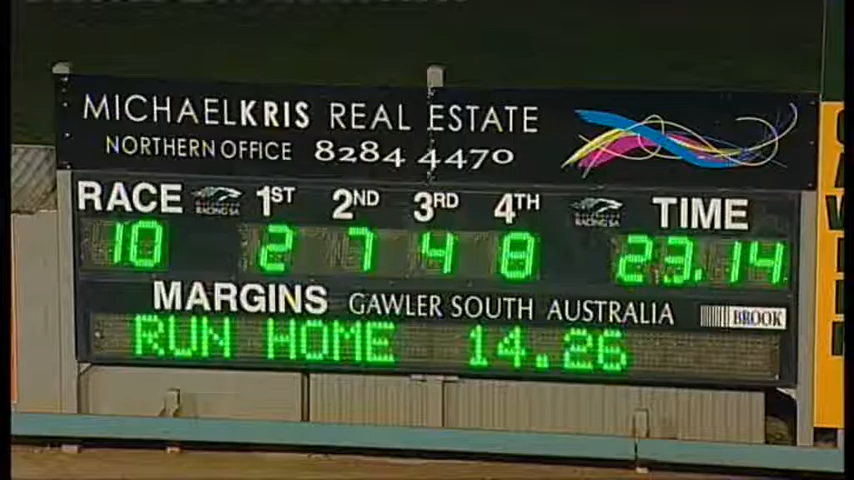 MICHAELKRIS REAL ESTATE
NORTHERN OFFICE 8284 4470
RACE 1ST 2ND 3RD 4TH TIME
10 2 7 4 8 23.14
MARGINS GAWLER SOUTH AUSTRALIA BROOK
RUN HOME 14.26